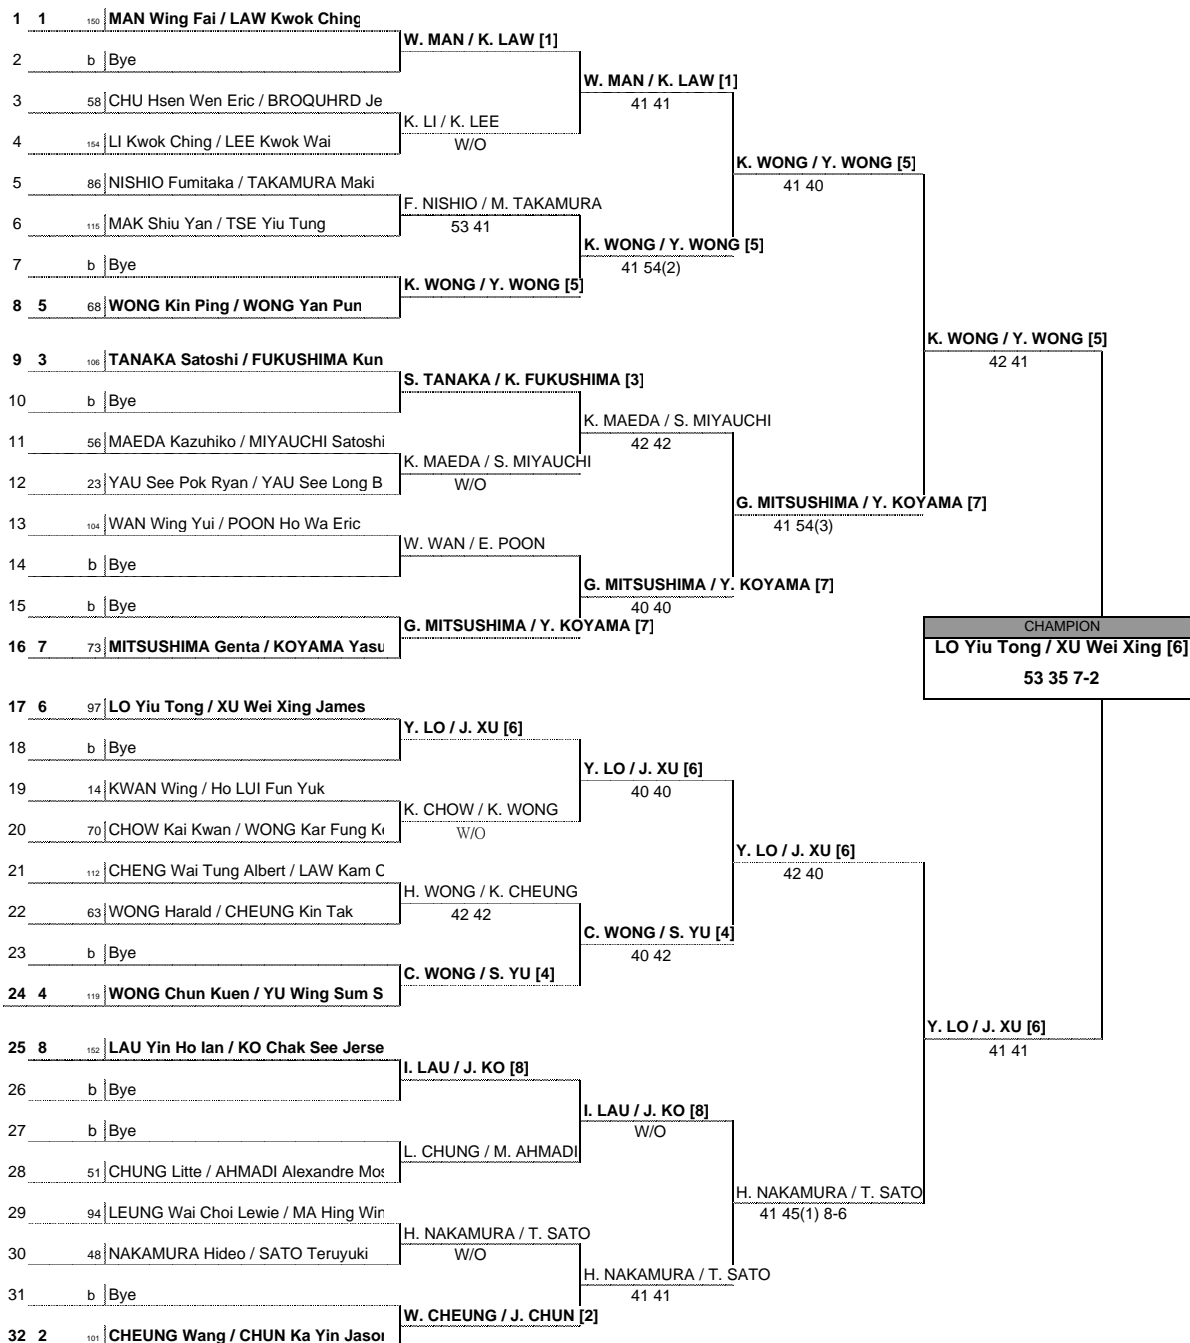 1 1 150 MAN Wing Fai / LAW Kwok Ching
W. MAN / K. LAW [1]
2 b Bye
W. MAN / K. LAW [1]
3 58 CHU Hsen Wen Eric / BROQUHRD Je
41 41
K. LI / K. LEE
4 154 LI Kwok Ching / LEE Kwok Wai
W/O
K. WONG / Y. WONG [5]
5 86 NISHIO Fumitaka / TAKAMURA Maki
41 40
F. NISHIO / M. TAKAMURA
6 115 MAK Shiu Yan / TSE Yiu Tung
53 41
K. WONG / Y. WONG [5]
7 b Bye
41 54(2)
K. WONG / Y. WONG [5]
8 5 68 WONG Kin Ping / WONG Yan Pun
K. WONG / Y. WONG [5]
9 3 106 TANAKA Satoshi / FUKUSHIMA Kun
42 41
S. TANAKA / K. FUKUSHIMA [3]
10 b Bye
K. MAEDA / S. MIYAUCHI
11 56 MAEDA Kazuhiko / MIYAUCHI Satoshi
42 42
K. MAEDA / S. MIYAUCHI
12 23 YAU See Pok Ryan / YAU See Long B
W/O
G. MITSUSHIMA / Y. KOYAMA [7]
13 104 WAN Wing Yui / POON Ho Wa Eric
41 54(3)
W. WAN / E. POON
14 b Bye
G. MITSUSHIMA / Y. KOYAMA [7]
15 b Bye
40 40
G. MITSUSHIMA / Y. KOYAMA [7]
CHAMPION
16 7 73 MITSUSHIMA Genta / KOYAMA Yasu
LO Yiu Tong / XU Wei Xing [6]
53 35 7-2
17 6 97 LO Yiu Tong / XU Wei Xing James
Y. LO / J. XU [6]
18 b Bye
Y. LO / J. XU [6]
19 14 KWAN Wing / Ho LUI Fun Yuk
40 40
K. CHOW / K. WONG
20 70 CHOW Kai Kwan / WONG Kar Fung Ke
W/O
Y. LO / J. XU [6]
21 112 CHENG Wai Tung Albert / LAW Kam C
42 40
H. WONG / K. CHEUNG
22 63 WONG Harald / CHEUNG Kin Tak
42 42
C. WONG / S. YU [4]
23 b Bye
40 42
C. WONG / S. YU [4]
24 4 119 WONG Chun Kuen / YU Wing Sum S
Y. LO / J. XU [6]
25 8 152 LAU Yin Ho Ian / KO Chak See Jerse
41 41
I. LAU / J. KO [8]
26 b Bye
I. LAU / J. KO [8]
27 b Bye
W/O
L. CHUNG / M. AHMADI
28 51 CHUNG Litte / AHMADI Alexandre Mos
H. NAKAMURA / T. SATO
29 94 LEUNG Wai Choi Lewie / MA Hing Win
41 45(1) 8-6
H. NAKAMURA / T. SATO
30 48 NAKAMURA Hideo / SATO Teruyuki
W/O
H. NAKAMURA / T. SATO
31 b Bye
41 41
W. CHEUNG / J. CHUN [2]
32 2 101 CHEUNG Wang / CHUN Ka Yin Jason